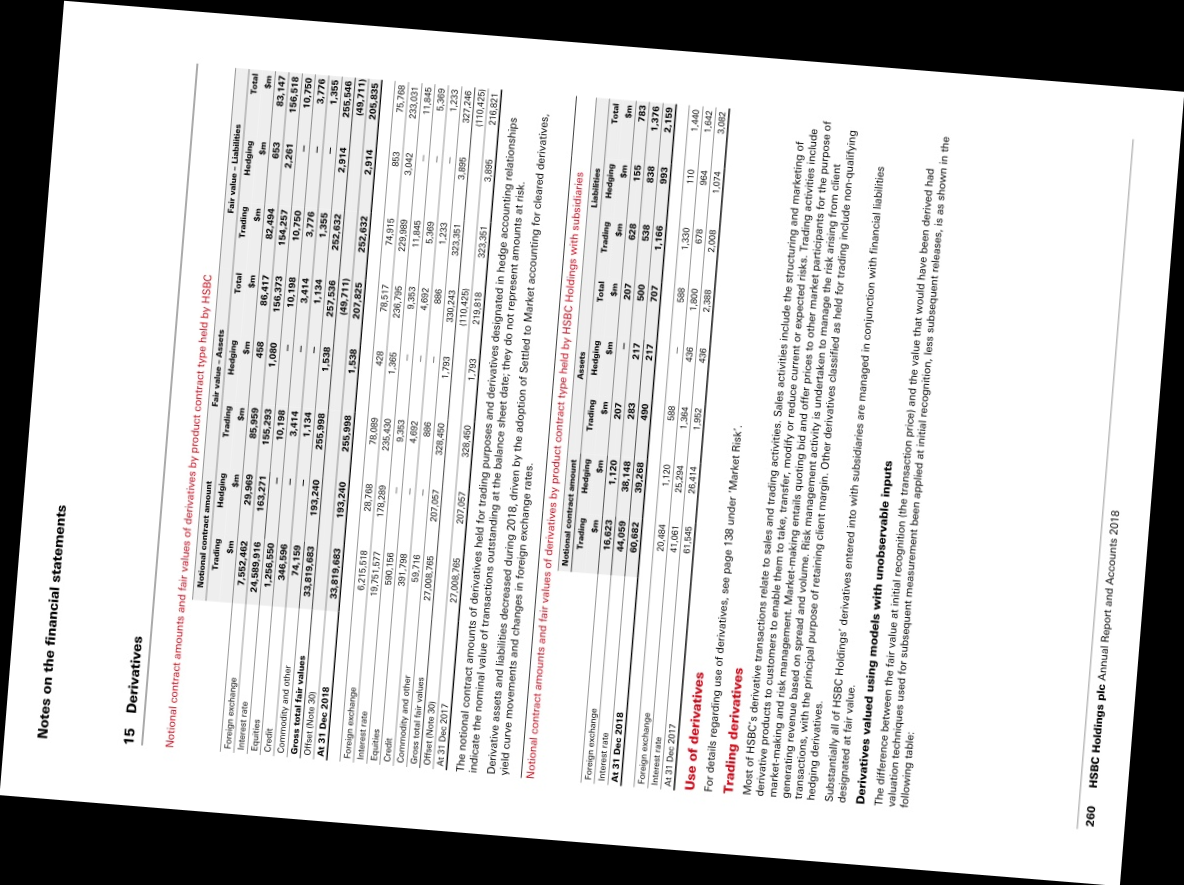 Notes on the financial statements
15 Derivatives
Notional contract amounts and fair values of derivatives by product contract type held by HSBC
Notional contract amount Fair value – Assets Fair value – Liabilities
Trading Hedging Trading Hedging Total Trading Hedging Total
$m $m $m $m $m $m $m $m
Foreign exchange 7,552,462 29,969 85,959 458 86,417 82,494 653 83,147
Interest rate 24,589,916 163,271 155,293 1,080 156,373 154,257 2,261 156,518
Equities 1,256,550 – 10,198 – 10,198 10,750 – 10,750
Credit 346,596 – 3,414 – 3,414 3,776 – 3,776
Commodity and other 74,159 – 1,134 – 1,134 1,355 – 1,355
Gross total fair values 33,819,683 193,240 255,998 1,538 257,536 252,632 2,914 255,546
Offset (Note 30) (49,711) (49,711)
At 31 Dec 2018 33,819,683 193,240 255,998 1,538 207,825 252,632 2,914 205,835
Foreign exchange 6,215,518 28,768 78,089 428 78,517 74,915 853 75,768
Interest rate 19,751,577 178,289 235,430 1,365 236,795 229,989 3,042 233,031
Equities 590,156 – 9,353 – 9,353 11,845 – 11,845
Credit 391,798 – 4,692 – 4,692 5,369 – 5,369
Commodity and other 59,716 – 886 – 886 1,233 – 1,233
Gross total fair values 27,008,765 207,057 328,450 1,793 330,243 323,351 3,895 327,246
Offset (Note 30) (110,425) (110,425)
At 31 Dec 2017 27,008,765 207,057 328,450 1,793 219,818 323,351 3,895 216,821
The notional contract amounts of derivatives held for trading purposes and derivatives designated in hedge accounting relationships
indicate the nominal value of transactions outstanding at the balance sheet date; they do not represent amounts at risk.
Derivative assets and liabilities decreased during 2018, driven by the adoption of Settled to Market accounting for cleared derivatives,
yield curve movements and changes in foreign exchange rates.
Notional contract amounts and fair values of derivatives by product contract type held by HSBC Holdings with subsidiaries
Notional contract amount Assets Liabilities
Trading Hedging Trading Hedging Total Trading Hedging Total
$m $m $m $m $m $m $m $m
Foreign exchange 16,623 1,120 207 – 207 628 155 783
Interest rate 44,059 38,148 283 217 500 538 838 1,376
At 31 Dec 2018 60,682 39,268 490 217 707 1,166 993 2,159
Foreign exchange 20,484 1,120 588 – 588 1,330 110 1,440
Interest rate 41,061 25,294 1,364 436 1,800 678 964 1,642
At 31 Dec 2017 61,545 26,414 1,952 436 2,388 2,008 1,074 3,082
Use of derivatives
For details regarding use of derivatives, see page 138 under 'Market Risk'.
Trading derivatives
Most of HSBC's derivative transactions relate to sales and trading activities. Sales activities include the structuring and marketing of
derivative products to customers to enable them to take, transfer, modify or reduce current or expected risks. Trading activities include
market-making and risk management. Market-making entails quoting bid and offer prices to other market participants for the purpose of
generating revenue based on spread and volume. Risk management activity is undertaken to manage the risk arising from client
transactions, with the principal purpose of retaining client margin. Other derivatives classified as held for trading include non-qualifying
hedging derivatives.
Substantially all of HSBC Holdings' derivatives entered into with subsidiaries are managed in conjunction with financial liabilities
designated at fair value.
Derivatives valued using models with unobservable inputs
The difference between the fair value at initial recognition (the transaction price) and the value that would have been derived had
valuation techniques used for subsequent measurement been applied at initial recognition, less subsequent releases, is as shown in the
following table:
260 HSBC Holdings plc Annual Report and Accounts 2018